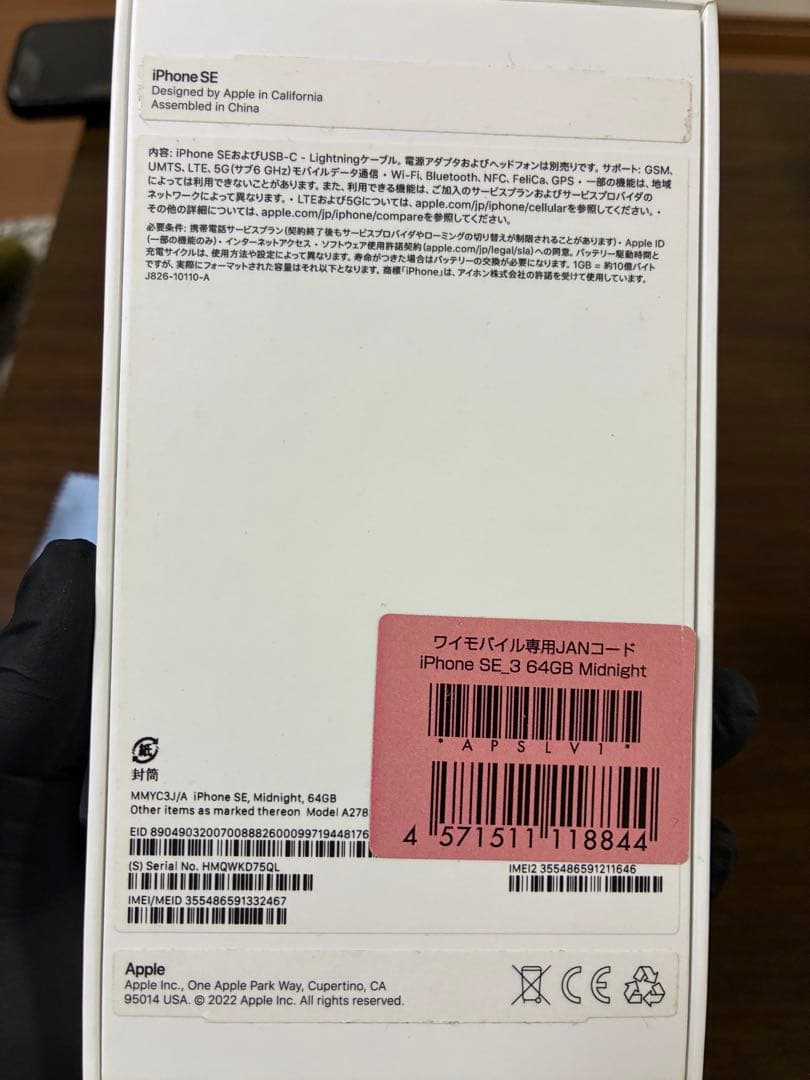 iPhone SE
Designed by Apple in California
Assembled in China
内容: iPhone SEおよびUSB-C - Lightningケーブル。電源アダプタおよびヘッドフォンは別売りです。サポート: GSM,
UMTS, LTE, 5G(サブ6 GHz)モバイルデータ通信・Wi-Fi, Bluetooth, NFC, FeliCa, GPS・一部の機能は、地域
によっては利用できないことがあります。また、利用できる機能は、ご加入のサービスプランおよびサービスプロバイダの
ネットワークによって異なります。・LTEおよび5Gについては、apple.com/jp/iphone/cellularを参照してください。・
その他の詳細については、apple.com/jp/iphone/compareを参照してください。
必要条件: 携帯電話サービスプラン(契約終了後もサービスプロバイダやローミングの切り替えが制限されることがあります)・Apple ID
(一部の機能のみ)・インターネットアクセス・ソフトウェア使用許諾契約(apple.com/jp/legal/sla)への同意。バッテリー駆動時間と
充電サイクルは、使用方法や設定によって異なります。寿命がつきた場合はバッテリーの交換が必要になります。1GB = 約10億バイト
ですが、実際にフォーマットされた容量はそれ以下となります。商標「iPhone」は、アイホン株式会社の許諾を受けて使用しています。
J826-10110-A
ワイモバイル専用JANコード
iPhone SE_3 64GB Midnight
*APSLV1*
4 571511 118844
紙
封筒
MMYC3J/A iPhone SE, Midnight, 64GB
Other items as marked thereon Model A278
EID 89049032007008882600099719448176
(S) Serial No. HMQWKD75QL
IMEI2 355486591211646
IMEI/MEID 355486591332467
Apple
Apple Inc., One Apple Park Way, Cupertino, CA
95014 USA. © 2022 Apple Inc. All rights reserved.
CE